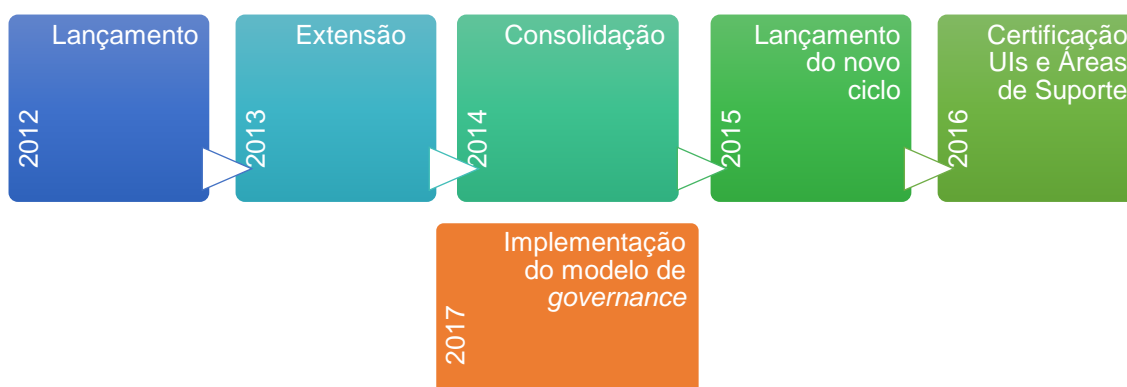 Lançamento
2012
Extensão
2013
Consolidação
2014
Lançamento
do novo
ciclo
2015
Certificação
UIs e Áreas
de Suporte
2016
Implementação
do modelo de
governance
2017